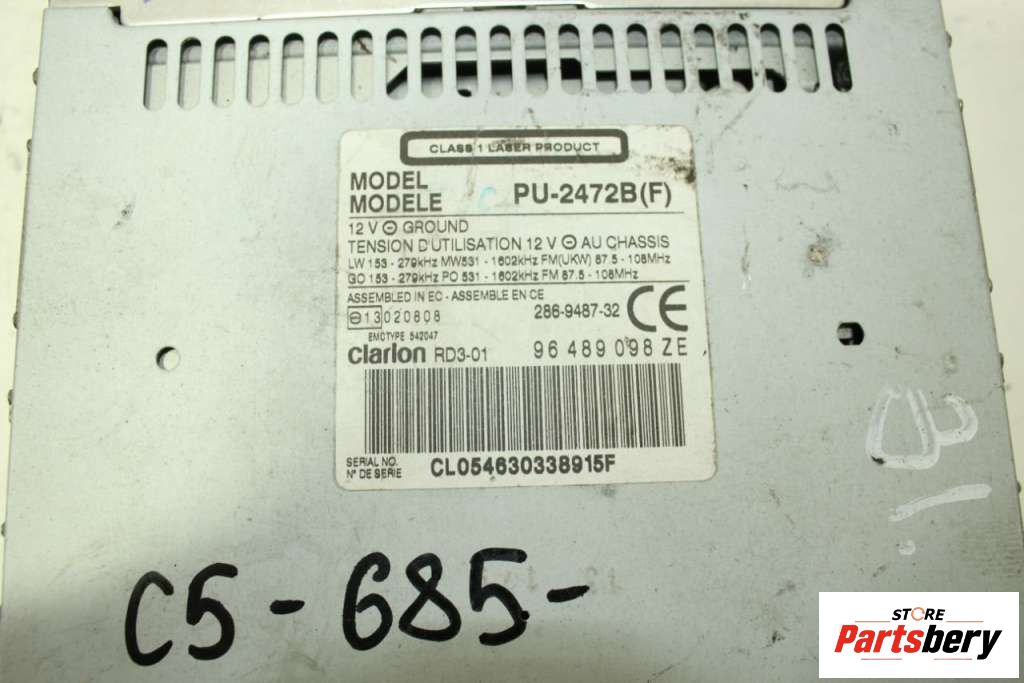 CLASS 1 LASER PRODUCT
MODEL
MODELE PU-2472B(F)
12 V ⊖ GROUND
TENSION D'UTILISATION 12 V ⊖ AU CHASSIS
LW 153 - 279kHz MW531 - 1602kHz FM(UKW) 87.5 - 108MHz
GO 153 - 279kHz PO 531 - 1602kHz FM 87.5 - 108MHz
ASSEMBLED IN EC - ASSEMBLE EN CE
⊖13020808 286-9487-32 CE
EMCTYPE 542047
clarion RD3-01 96 489 098 ZE
SERIAL NO.
N° DE SERIE CL054630338915F
C5-685-
STORE
Partsbery